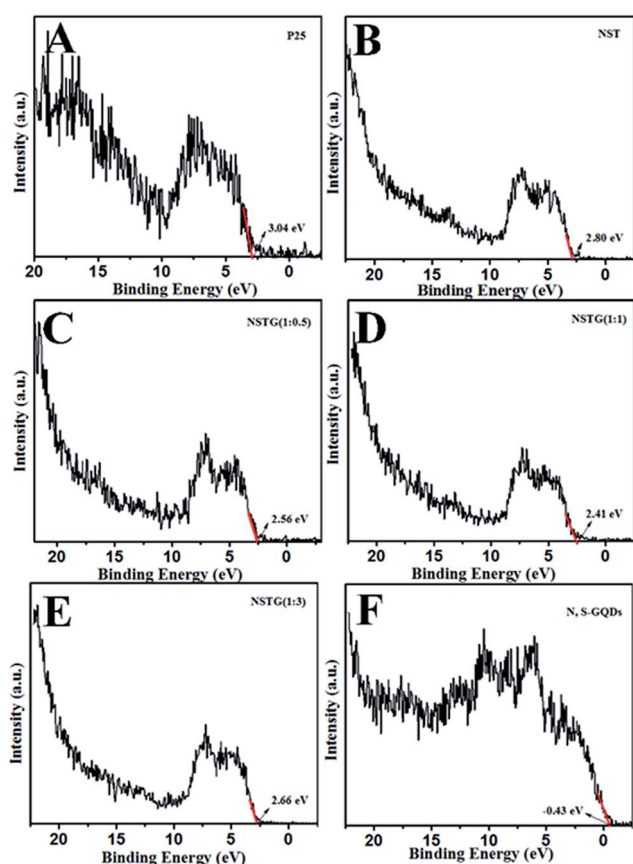 A
P25
Intensity (a.u.)
3.04 eV
20 15 10 5 0
Binding Energy (eV)
B
NST
Intensity (a.u.)
2.80 eV
20 15 10 5 0
Binding Energy (eV)
C
NSTG(1:0.5)
Intensity (a.u.)
2.56 eV
20 15 10 5 0
Binding Energy (eV)
D
NSTG(1:1)
Intensity (a.u.)
2.41 eV
20 15 10 5 0
Binding Energy (eV)
E
NSTG(1:3)
Intensity (a.u.)
2.66 eV
20 15 10 5 0
Binding Energy (eV)
F
N, S-GQDs
Intensity (a.u.)
-0.43 eV
20 15 10 5 0
Binding Energy (eV)